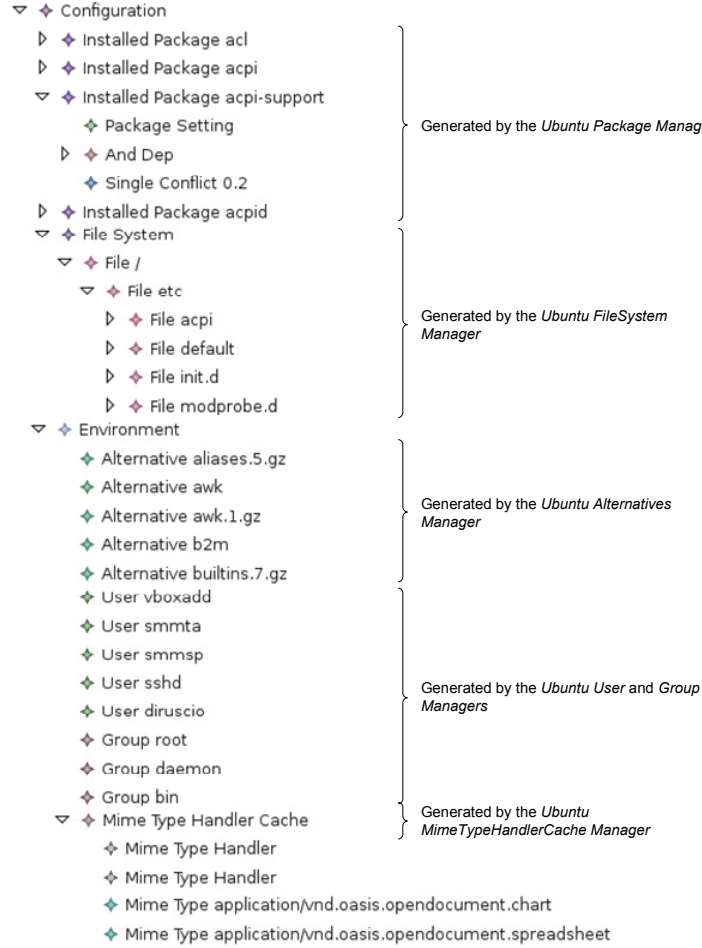 Configuration
Installed Package acl
Installed Package acpi
Installed Package acpi-support
Package Setting
And Dep
Single Conflict 0.2
Installed Package acpid
Generated by the Ubuntu Package Manag
File System
File /
File etc
File acpi
File default
File init.d
File modprobe.d
Generated by the Ubuntu FileSystem
Manager
Environment
Alternative aliases.5.gz
Alternative awk
Alternative awk.1.gz
Alternative b2m
Alternative builtins.7.gz
Generated by the Ubuntu Alternatives
Manager
User vboxadd
User smmta
User smmsp
User sshd
User diruscio
Group root
Group daemon
Group bin
Generated by the Ubuntu User and Group
Managers
Mime Type Handler Cache
Generated by the Ubuntu
MimeTypeHandlerCache Manager
Mime Type Handler
Mime Type Handler
Mime Type application/vnd.oasis.opendocument.chart
Mime Type application/vnd.oasis.opendocument.spreadsheet